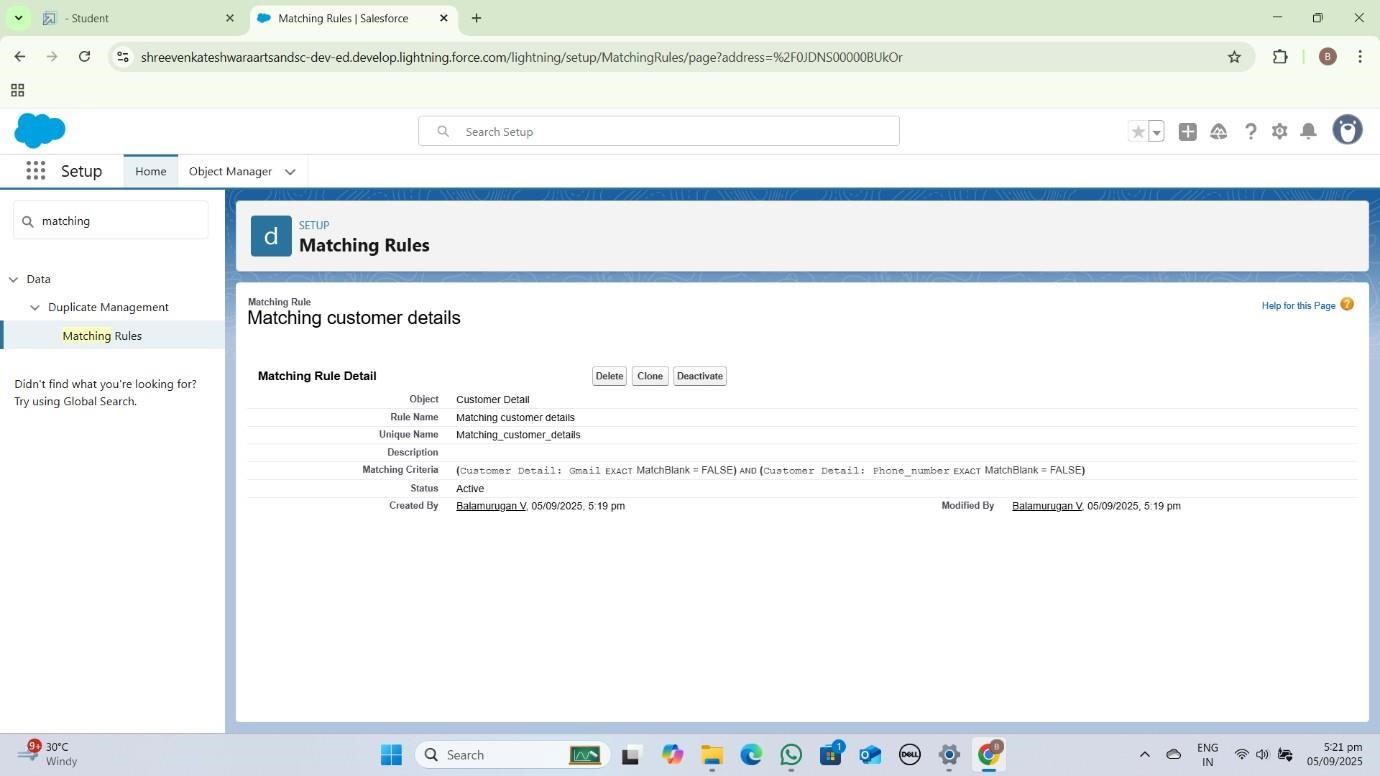 - Student
Matching Rules | Salesforce
shreevenkateshwaraartsandsc-dev-ed.develop.lightning.force.com/lightning/setup/MatchingRules/page?address=%2F0JDNS00000BUkOr
B
Search Setup
Setup
Home
Object Manager
matching
Data
Duplicate Management
Matching Rules
Didn't find what you're looking for?
Try using Global Search.
d
SETUP
Matching Rules
Matching Rule
Matching customer details
Help for this Page ?
Matching Rule Detail
Delete Clone Deactivate
Object Customer Detail
Rule Name Matching customer details
Unique Name Matching_customer_details
Description
Matching Criteria (Customer Detail: Gmail EXACT MatchBlank = FALSE) AND (Customer Detail: Phone_number EXACT MatchBlank = FALSE)
Status Active
Created By Balamurugan V, 05/09/2025, 5:19 pm Modified By Balamurugan V, 05/09/2025, 5:19 pm
9+
30°C
Windy
Search
1
DELL
B
ENG
IN
5:21 pm
05/09/2025